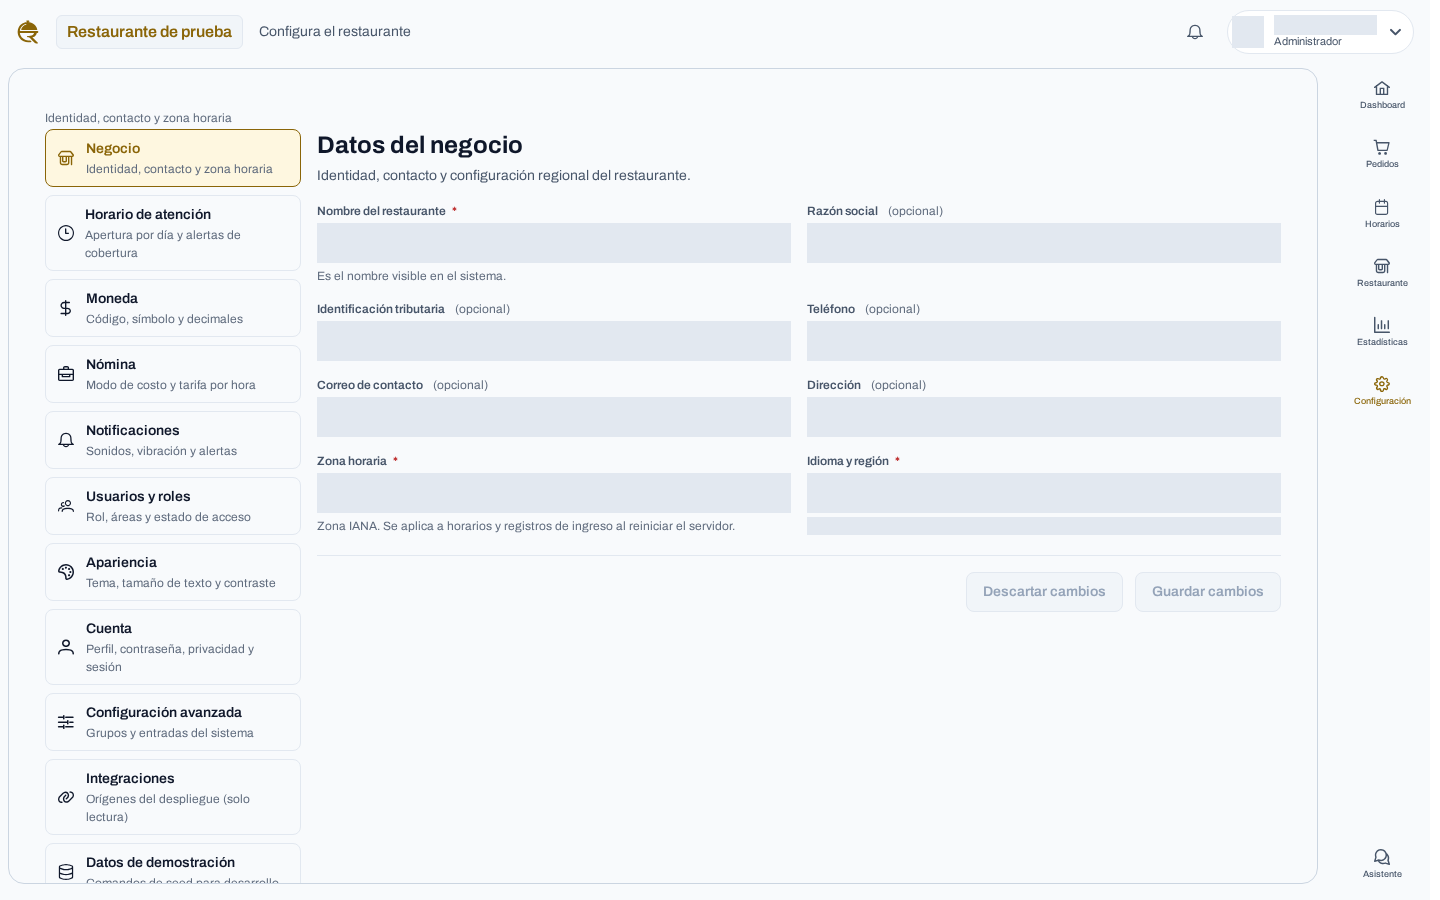 Restaurante de prueba
Configura el restaurante
Administrador
Identidad, contacto y zona horaria
Negocio
Identidad, contacto y zona horaria
Horario de atención
Apertura por día y alertas de
cobertura
Moneda
Código, símbolo y decimales
Nómina
Modo de costo y tarifa por hora
Notificaciones
Sonidos, vibración y alertas
Usuarios y roles
Rol, áreas y estado de acceso
Apariencia
Tema, tamaño de texto y contraste
Cuenta
Perfil, contraseña, privacidad y
sesión
Configuración avanzada
Grupos y entradas del sistema
Integraciones
Orígenes del despliegue (solo
lectura)
Datos de demostración
Comandos de seed para desarrollo
Datos del negocio
Identidad, contacto y configuración regional del restaurante.
Nombre del restaurante *
Razón social (opcional)
Es el nombre visible en el sistema.
Identificación tributaria (opcional)
Teléfono (opcional)
Correo de contacto (opcional)
Dirección (opcional)
Zona horaria *
Idioma y región *
Zona IANA. Se aplica a horarios y registros de ingreso al reiniciar el servidor.
Descartar cambios
Guardar cambios
Dashboard
Pedidos
Horarios
Restaurante
Estadísticas
Configuración
Asistente